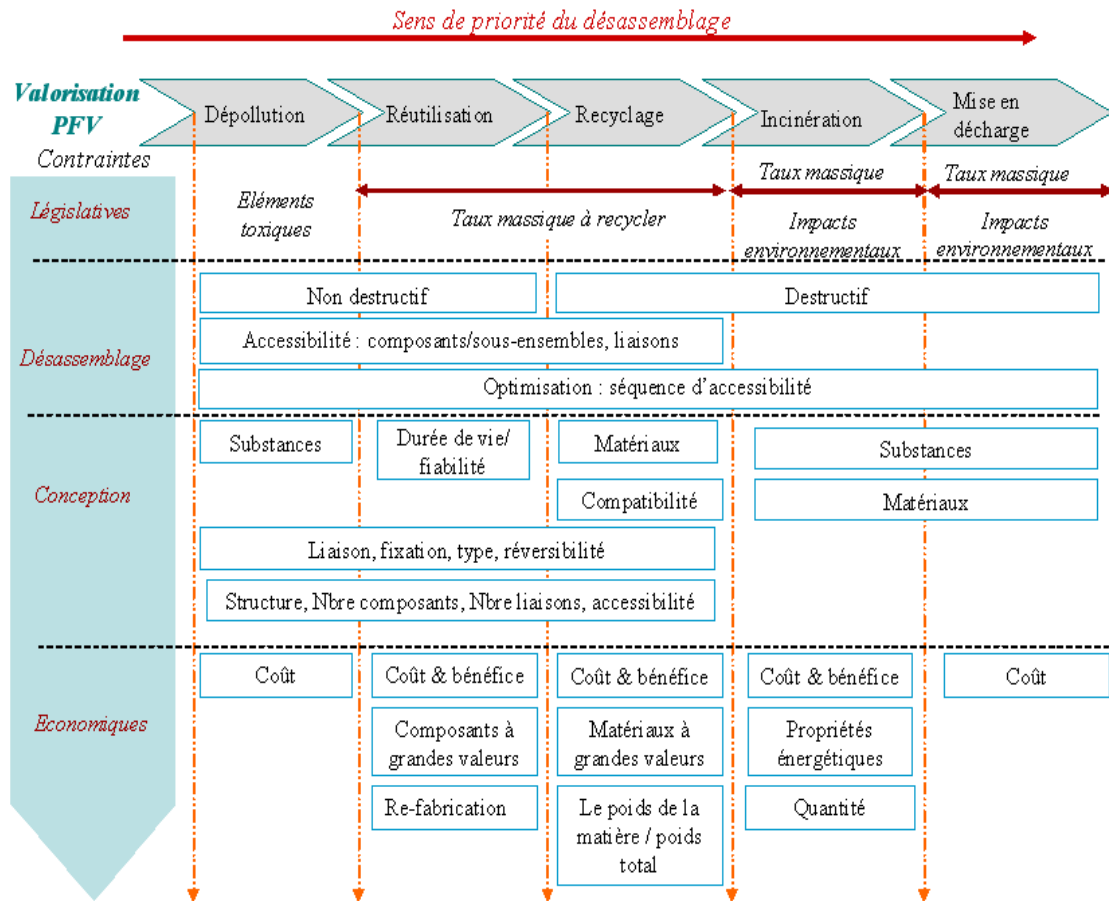 Sens de priorité du désassemblage
Valorisation
PFV
Dépollution
Réutilisation
Recyclage
Incinération
Mise en
décharge
Contraintes
Législatives
Eléments
toxiques
Taux massique à recycler
Taux massique
Impacts
environnementaux
Taux massique
Impacts
environnementaux
Désassemblage
Non destructif
Destructif
Accessibilité : composants/sous-ensembles, liaisons
Optimisation : séquence d'accessibilité
Conception
Substances
Durée de vie/
fiabilité
Matériaux
Substances
Compatibilité
Matériaux
Liaison, fixation, type, réversibilité
Structure, Nbre composants, Nbre liaisons, accessibilité
Economiques
Coût
Coût & bénéfice
Coût & bénéfice
Coût & bénéfice
Coût
Composants à
grandes valeurs
Matériaux à
grandes valeurs
Propriétés
énergétiques
Re-fabrication
Le poids de la
matière / poids
total
Quantité